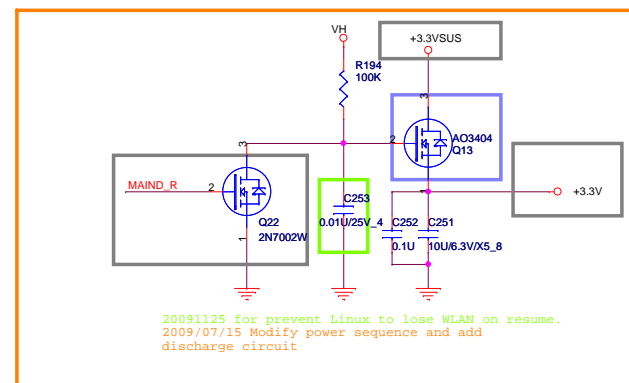 VH
+3.3VSUS
R194
100K
3
3
2
AO3404
Q13
MAIND_R
2
1
+3.3V
Q22
2N7002W
1
C253
0.01U/25V_4
C252
0.1U
C251
10U/6.3V/X5_8
20091125 for prevent Linux to lose WLAN on resume.
2009/07/15 Modify power sequence and add
discharge circuit